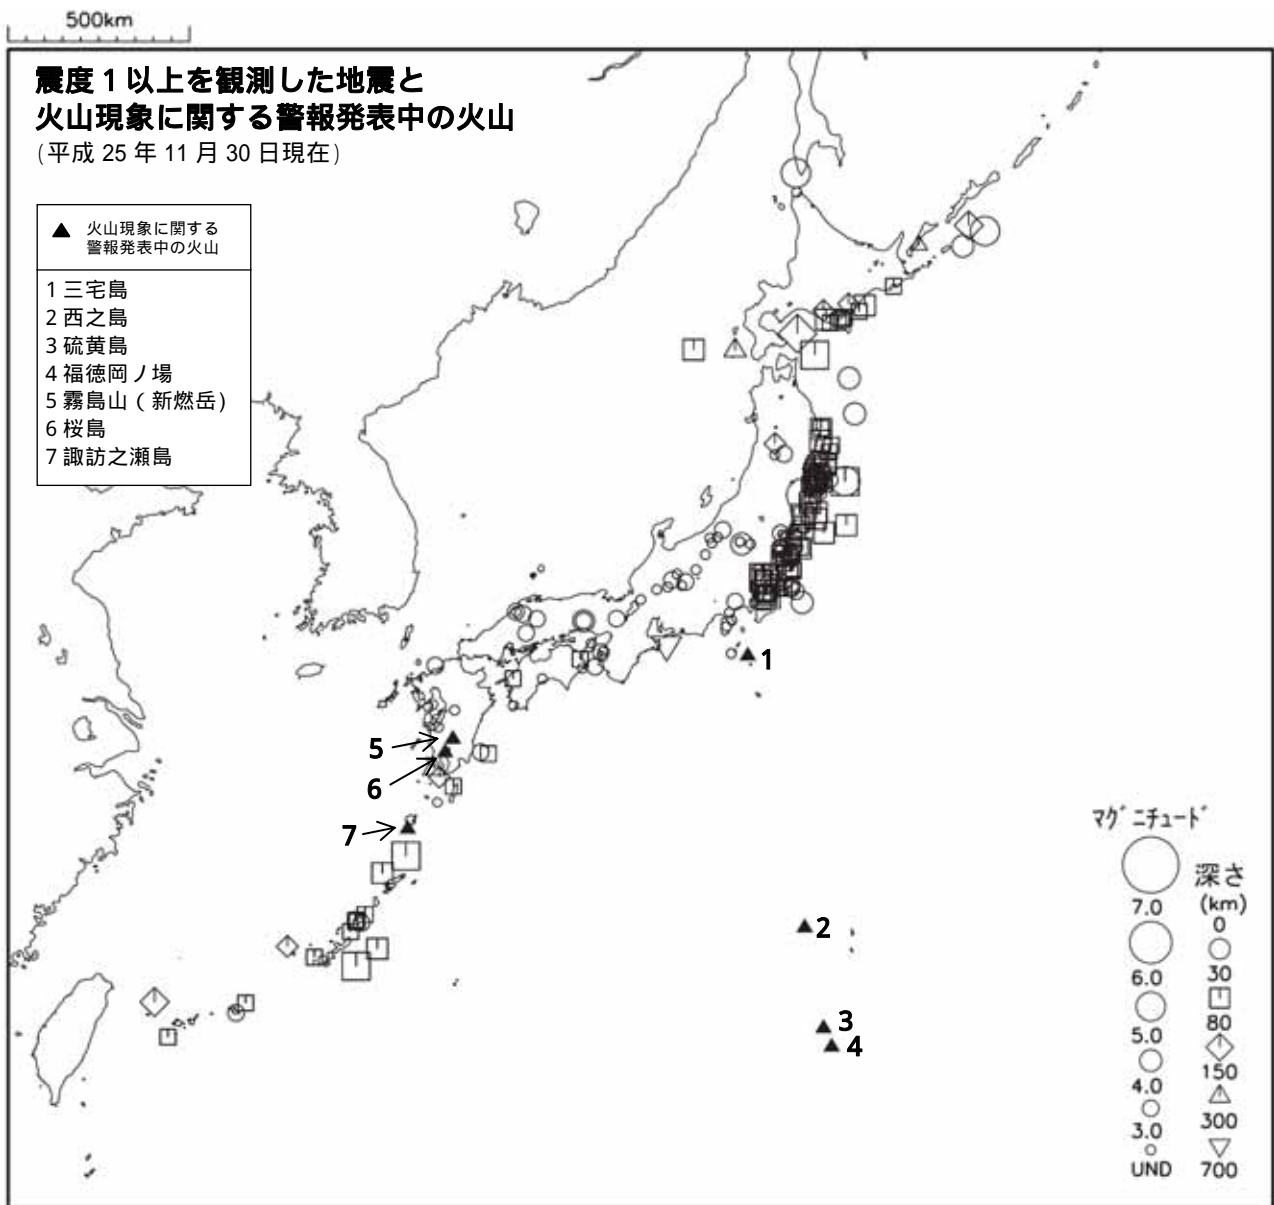 500km
震度1以上を観測した地震と
火山現象に関する警報発表中の火山
(平成 25 年 11 月 30 日現在)
▲ 火山現象に関する
警報発表中の火山
1 三宅島
2 西之島
3 硫黄島
4 福徳岡ノ場
5 霧島山(新燃岳)
6 桜島
7 諏訪之瀬島
1
5
6
7
2
3
4
マグニチュード
7.0
6.0
5.0
4.0
3.0
UND
深さ
(km)
0
30
80
150
300
700